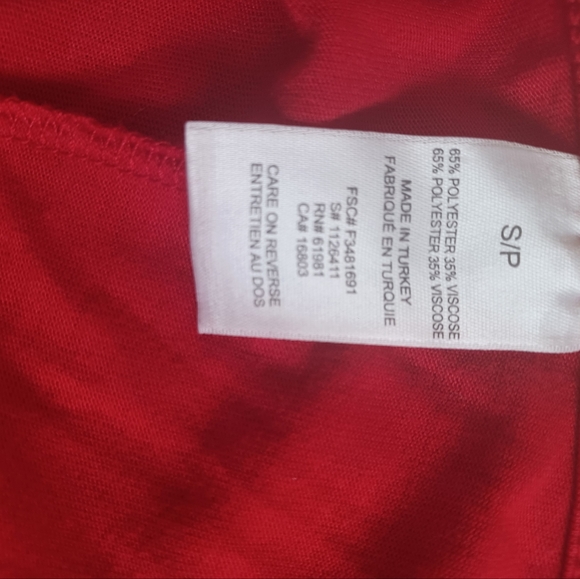 S/P
65% POLYESTER 35% VISCOSE
65% POLYESTER 35% VISCOSE
MADE IN TURKEY
FABRIQUÉ EN TURQUIE
FSC# F3481691
S# 1126411
RN# 61981
CA# 16803
CARE ON REVERSE
ENTRETIEN AU DOS